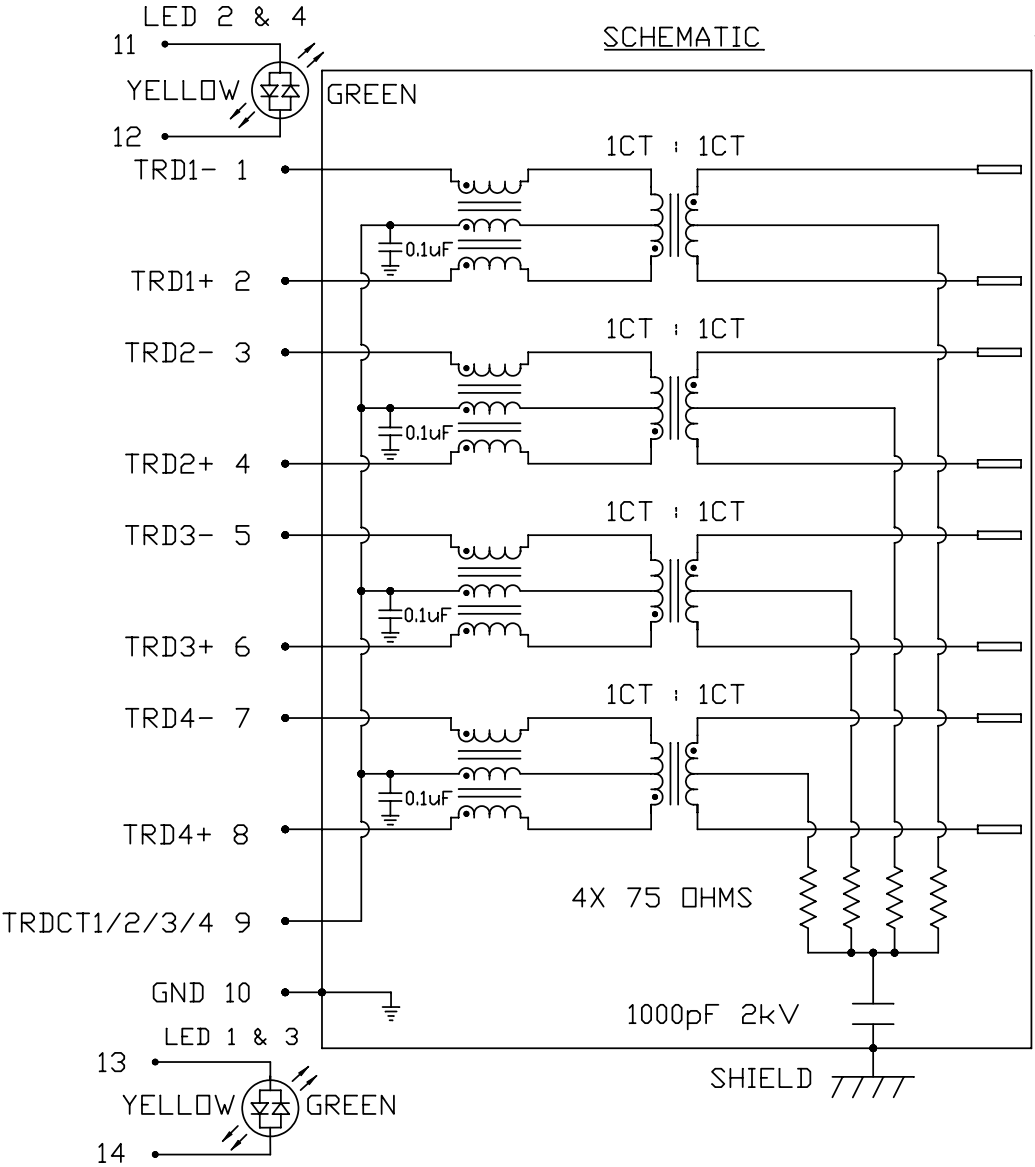 LED 2 & 4
SCHEMATIC
11
YELLOW
GREEN
12
1CT : 1CT
TRD1- 1
0.1uF
TRD1+ 2
1CT : 1CT
TRD2- 3
0.1uF
TRD2+ 4
1CT : 1CT
TRD3- 5
0.1uF
TRD3+ 6
1CT : 1CT
TRD4- 7
0.1uF
TRD4+ 8
4X 75 OHMS
TRDCT1/2/3/4 9
GND 10
1000pF 2kV
LED 1 & 3
13
SHIELD
YELLOW
GREEN
14